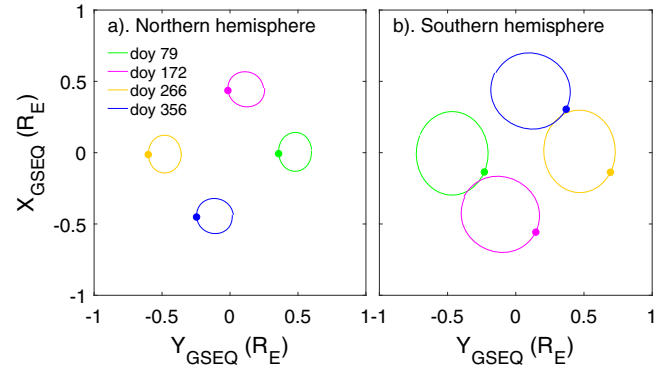 a). Northern hemisphere
b). Southern hemisphere
doy 79
doy 172
doy 266
doy 356
X_GSEQ (R_E)
1
0.5
0
-0.5
-1
-1 -0.5 0 0.5 1 -1 -0.5 0 0.5 1
Y_GSEQ (R_E)
Y_GSEQ (R_E)